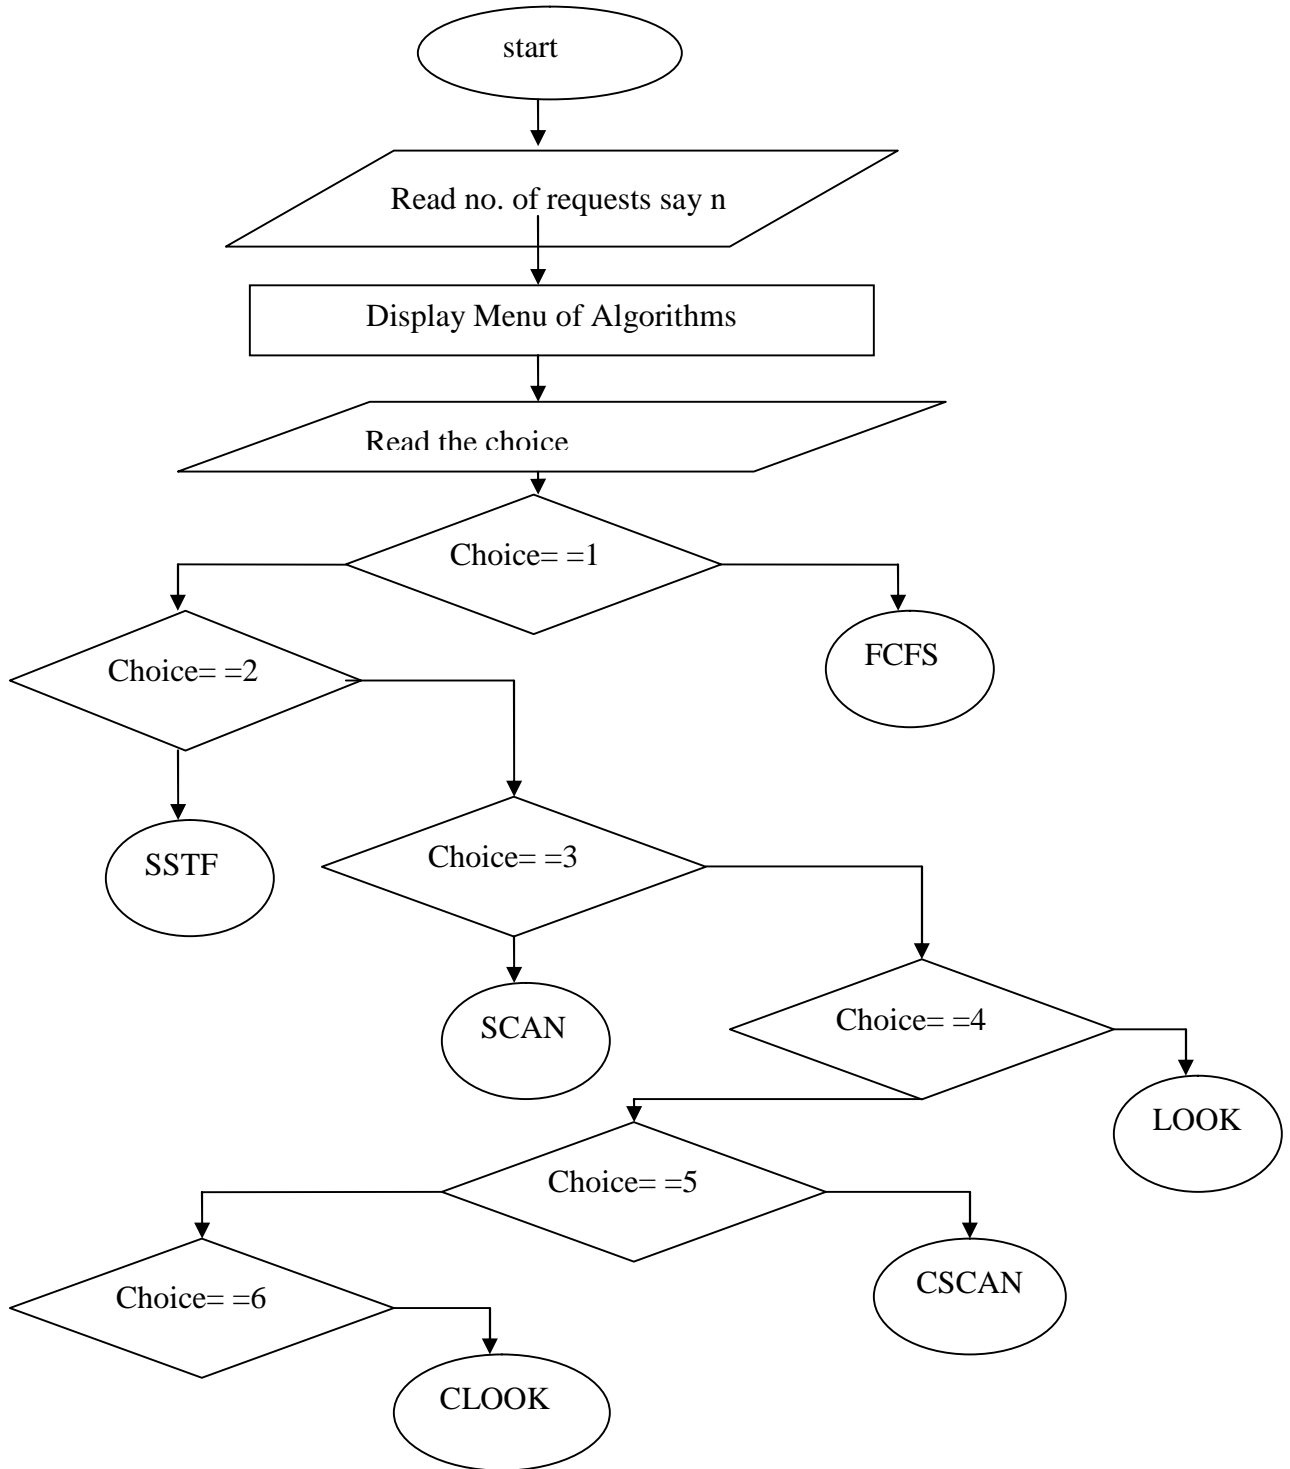 start
Read no. of requests say n
Display Menu of Algorithms
Read the choice
Choice= =1
FCFS
Choice= =2
SSTF
Choice= =3
SCAN
Choice= =4
LOOK
Choice= =5
CSCAN
Choice= =6
CLOOK